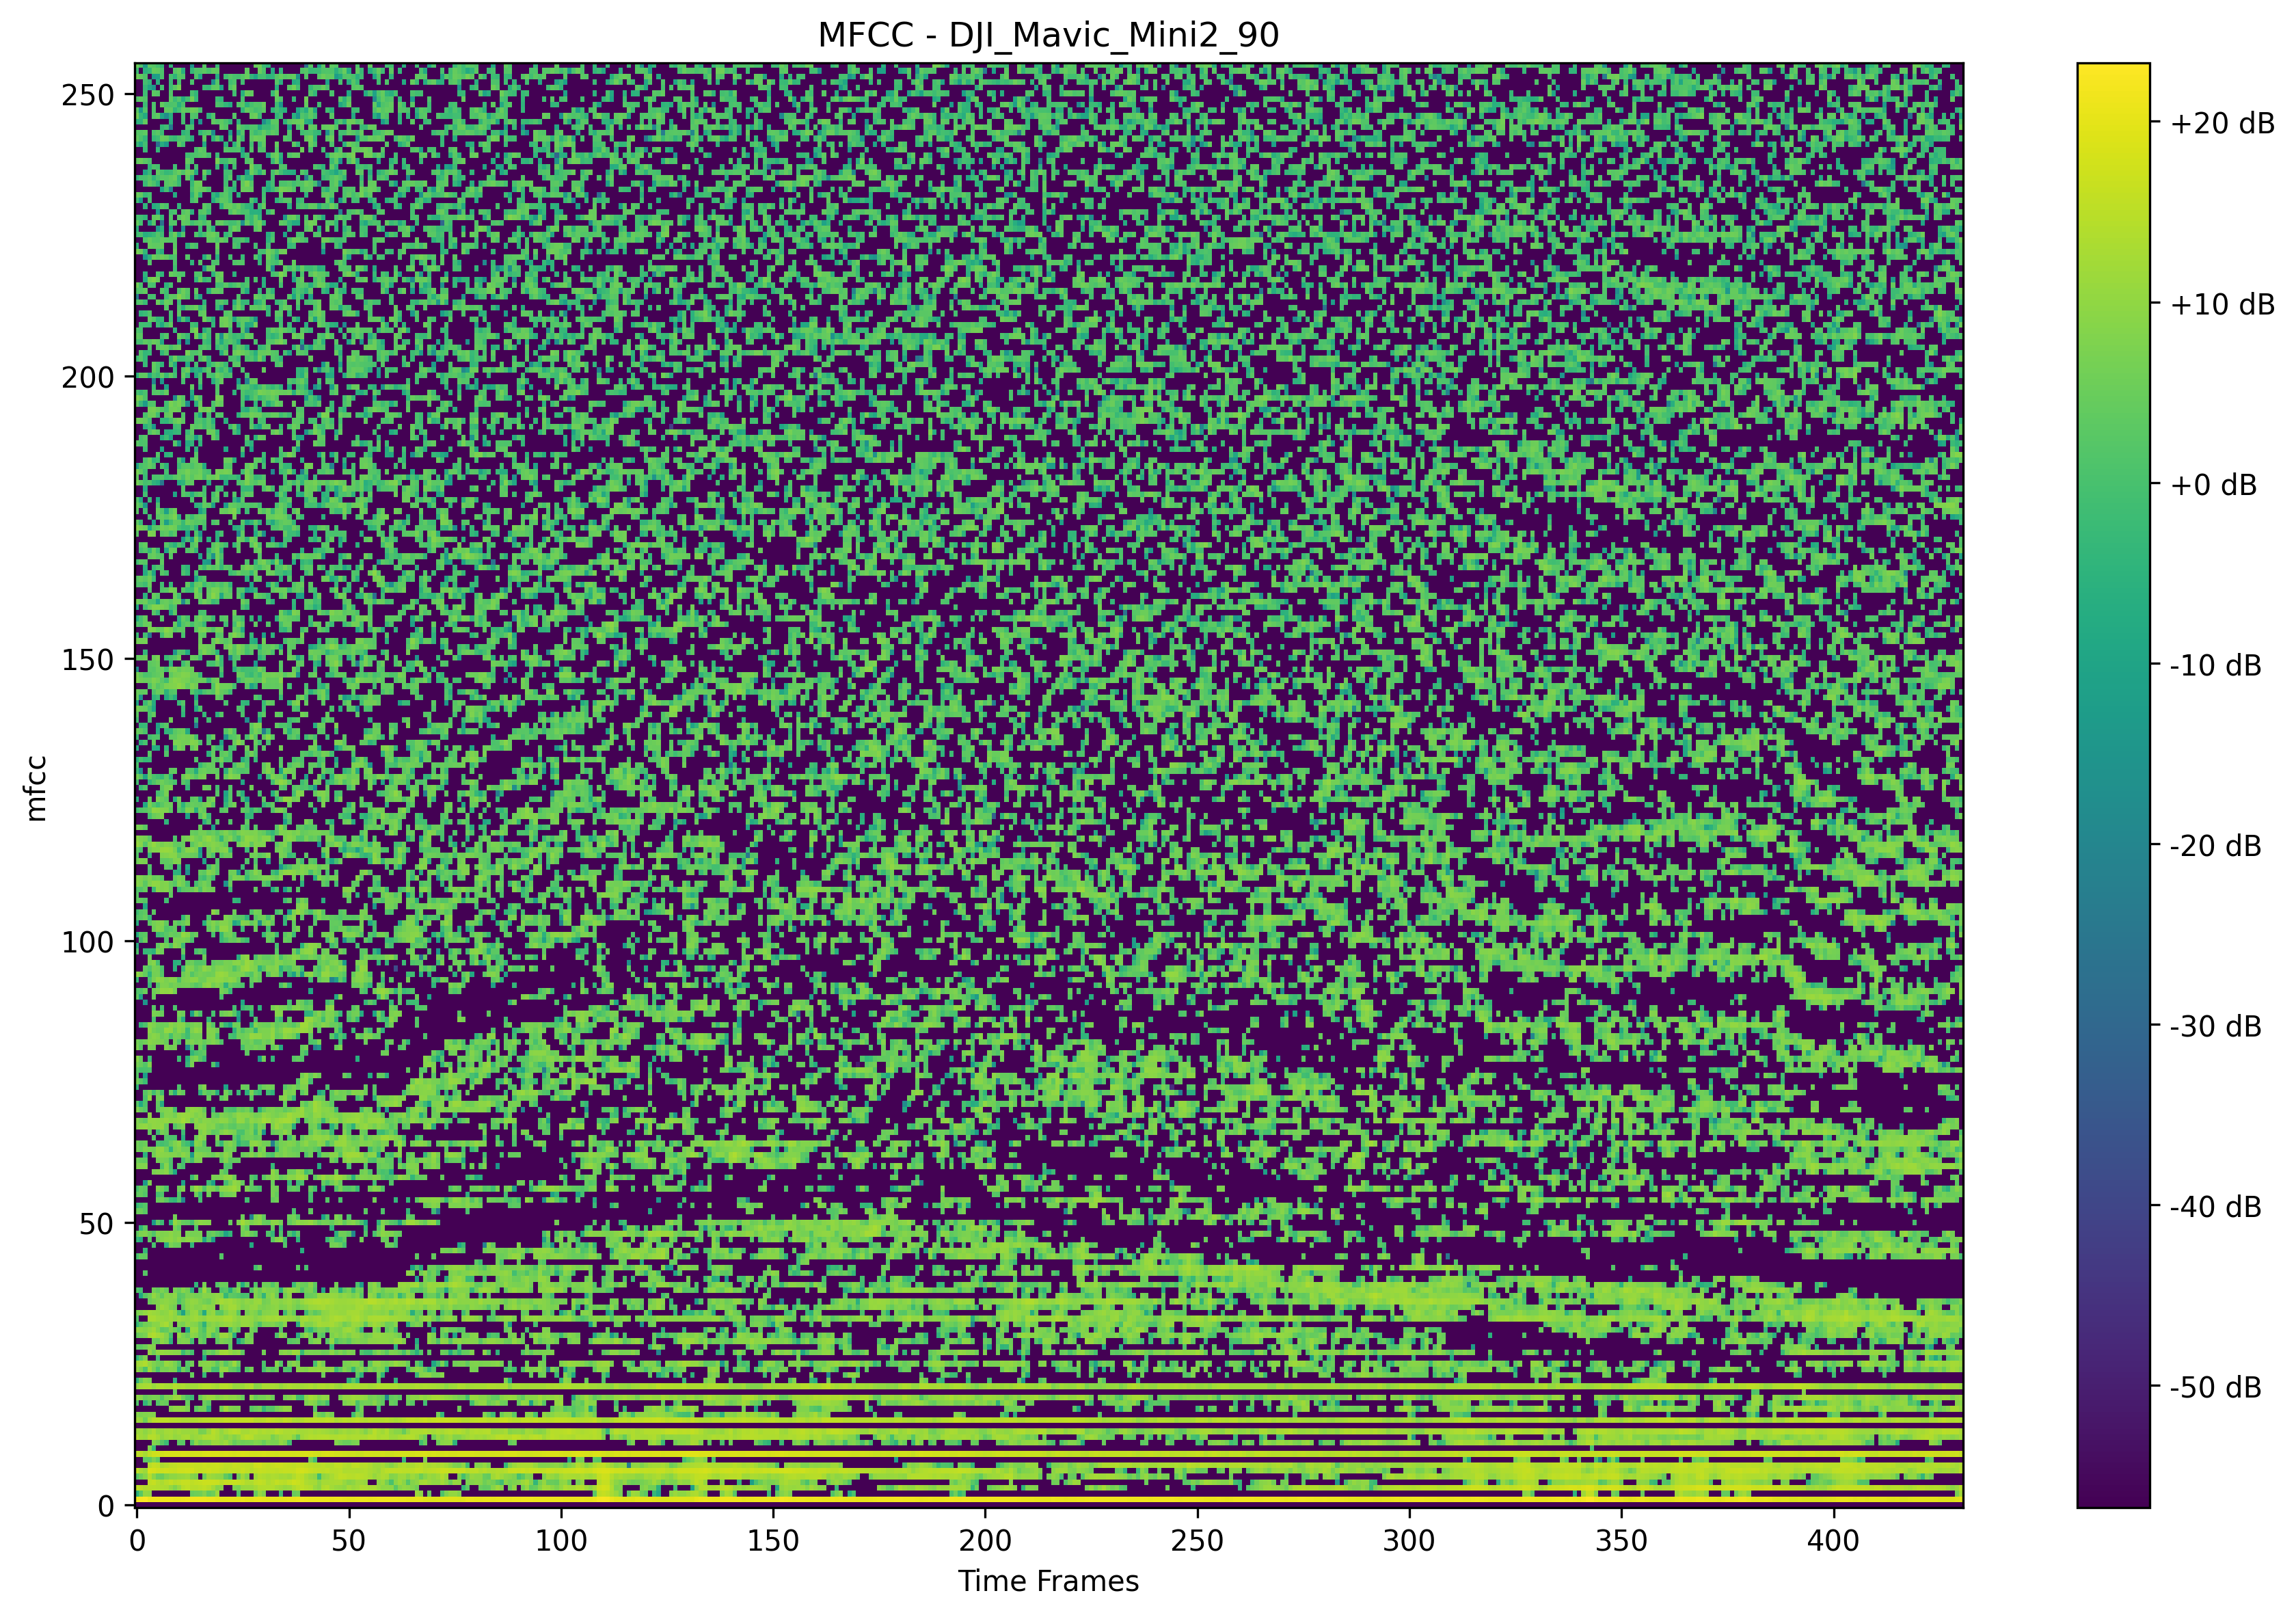 MFCC - DJI_Mavic_Mini2_90
mfcc
250
200
150
100
50
0
0 50 100 150 200 250 300 350 400
Time Frames
+20 dB
+10 dB
+0 dB
-10 dB
-20 dB
-30 dB
-40 dB
-50 dB